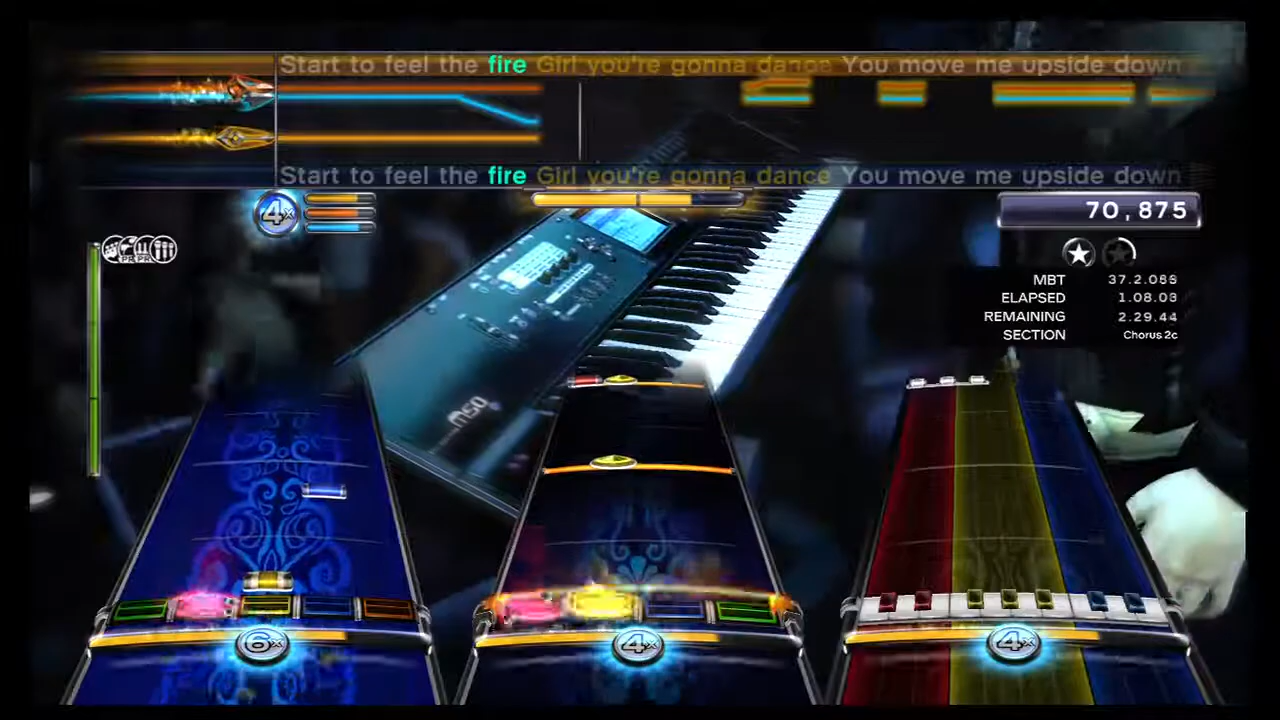 Start to feel the fire Girl you're gonna dance You move me upside down
Start to feel the fire Girl you're gonna dance You move me upside down
4x
70,875
MBT 37.2.088
ELAPSED 1.08.03
REMAINING 2.29.44
SECTION Chorus 2c
M50
6x
4x
4x